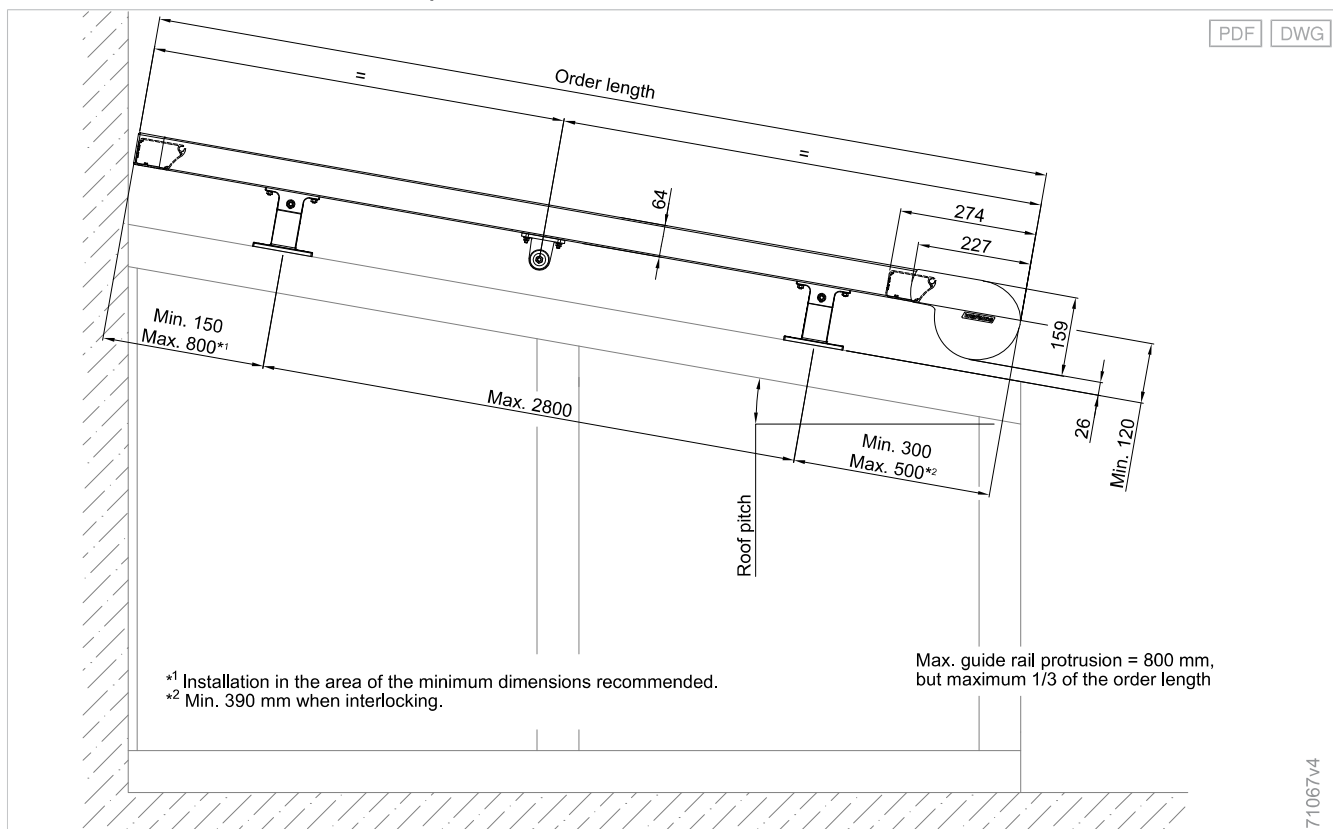 PDF
DWG
Order length
=
=
64
274
227
159
26
Min. 120
Min. 150
Max. 800*1
Max. 2800
Min. 300
Max. 500*2
Roof pitch
*1 Installation in the area of the minimum dimensions recommended.
*2 Min. 390 mm when interlocking.
Max. guide rail protrusion = 800 mm,
but maximum 1/3 of the order length
71067v4